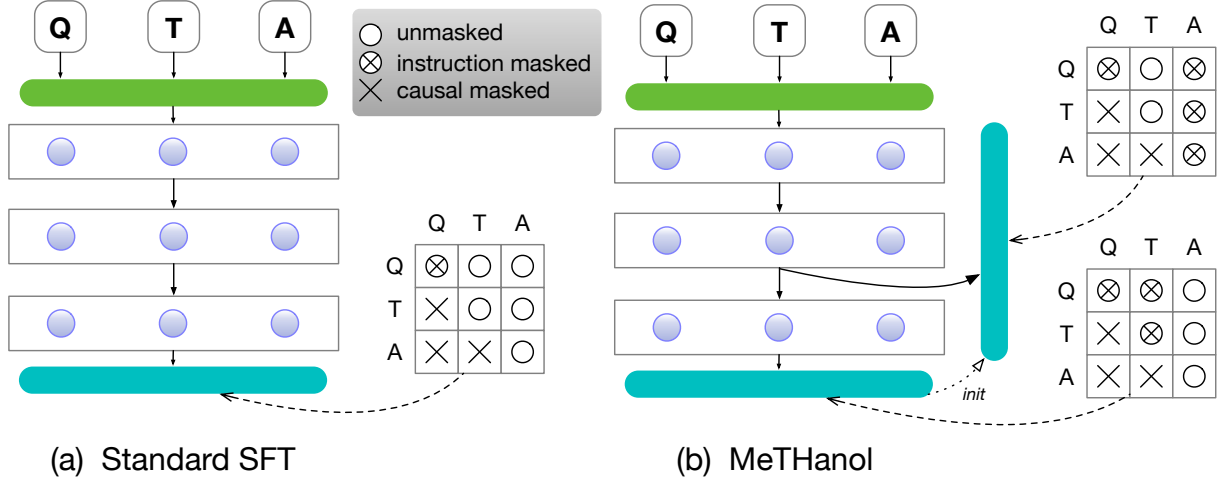 Q T A
unmasked
instruction masked
causal masked
Q T A
Q T A
Q
T
A
Q T A
Q
T
A
Q T A
Q
T
A
init
(a) Standard SFT
(b) MeTHanol